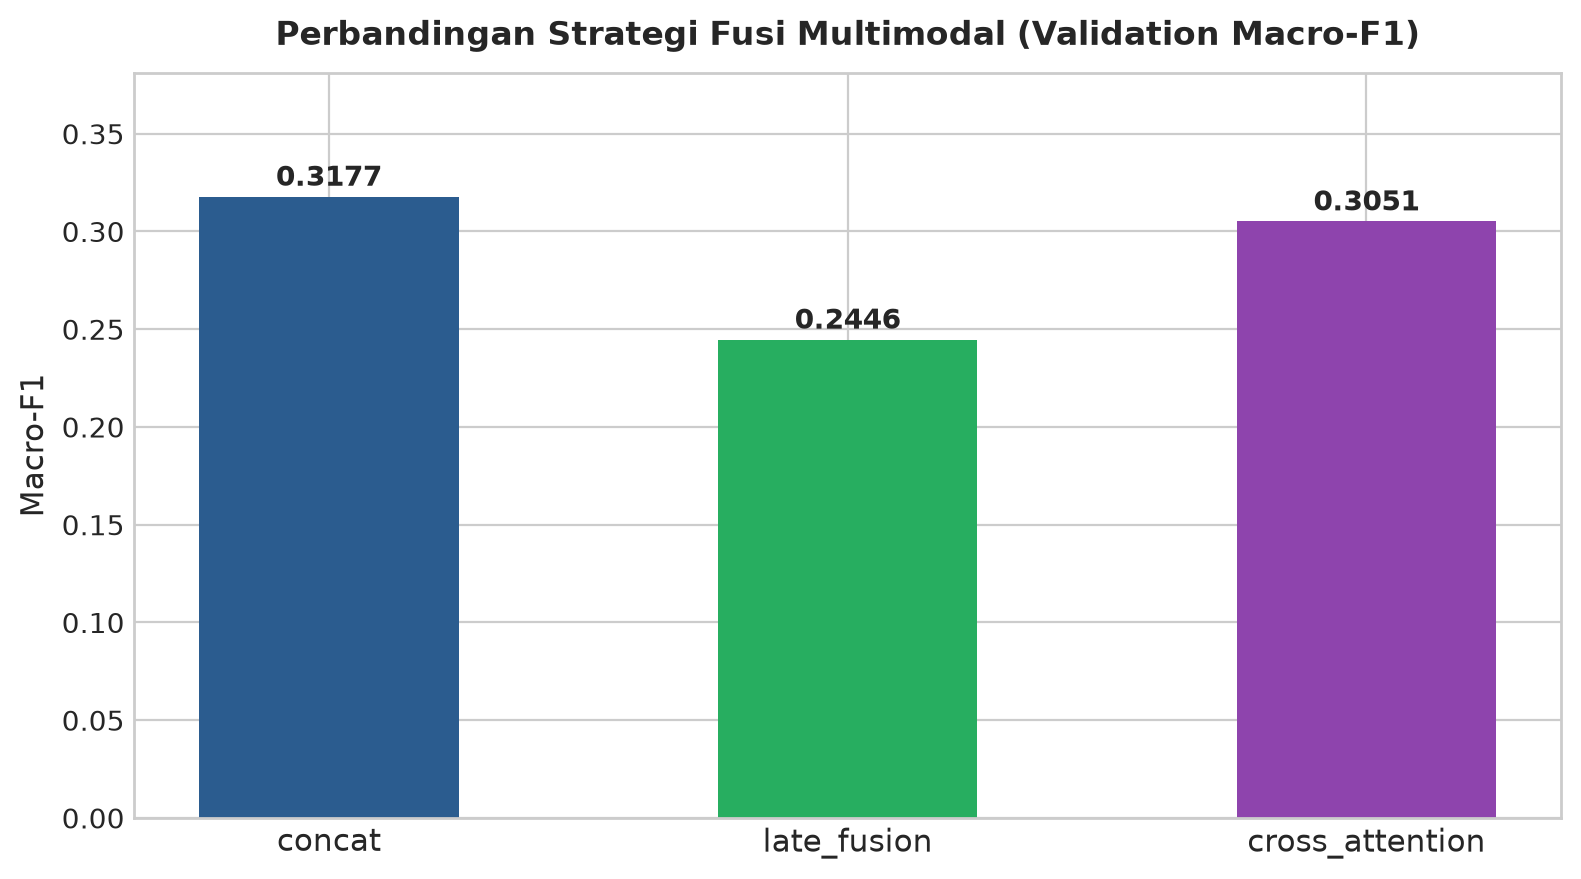 Perbandingan Strategi Fusi Multimodal (Validation Macro-F1)
Macro-F1
0.35
0.30
0.25
0.20
0.15
0.10
0.05
0.00
0.3177
0.2446
0.3051
concat
late_fusion
cross_attention